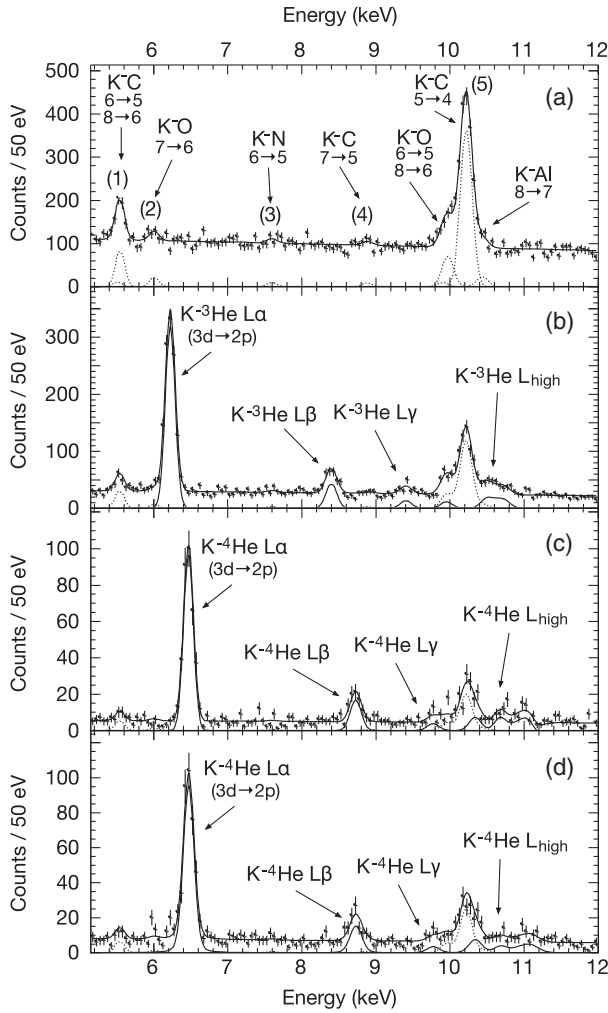 Energy (keV)
6 7 8 9 10 11 12
Counts / 50 eV
500
400
300
200
100
0
(a)
K⁻C
6→5
8→6
(1)
K⁻O
7→6
(2)
K⁻N
6→5
(3)
K⁻C
7→5
(4)
K⁻O
6→5
8→6
K⁻C
5→4
(5)
K⁻Al
8→7
Counts / 50 eV
300
200
100
50
0
(b)
K⁻³He Lα
(3d→2p)
K⁻³He Lβ
K⁻³He Lγ
K⁻³He Lhigh
Counts / 50 eV
100
80
60
40
20
0
(c)
K⁻⁴He Lα
(3d→2p)
K⁻⁴He Lβ
K⁻⁴He Lγ
K⁻⁴He Lhigh
Counts / 50 eV
100
80
60
40
20
0
(d)
K⁻⁴He Lα
(3d→2p)
K⁻⁴He Lβ
K⁻⁴He Lγ
K⁻⁴He Lhigh
6 7 8 9 10 11 12
Energy (keV)